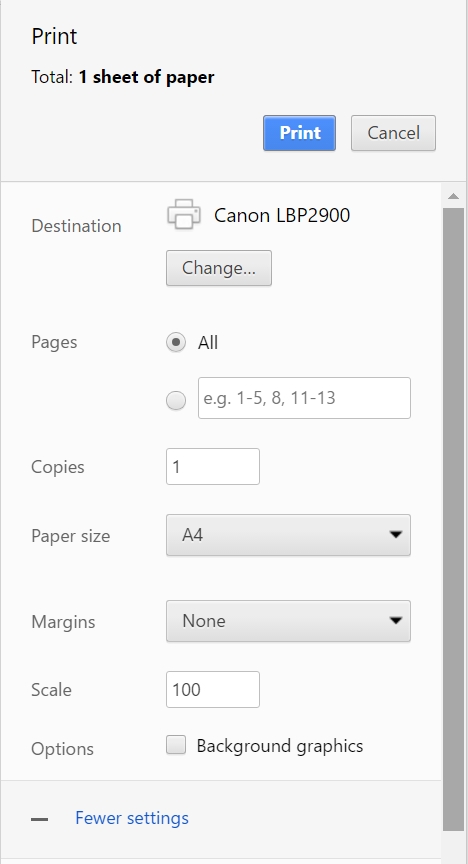 Print
Total: 1 sheet of paper
Print Cancel
Destination Canon LBP2900
Change...
Pages All
e.g. 1-5, 8, 11-13
Copies 1
Paper size A4
Margins None
Scale 100
Options Background graphics
Fewer settings